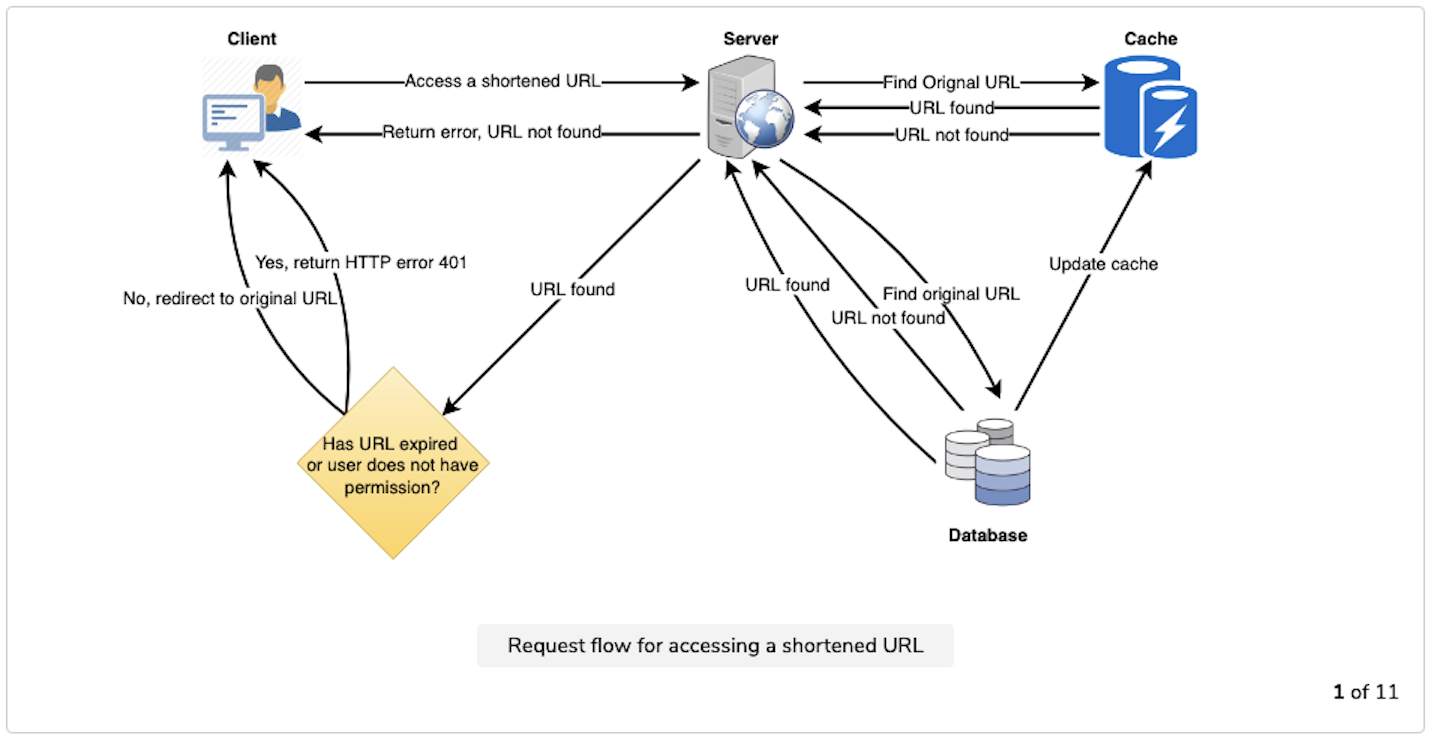 Client
Server
Cache
Access a shortened URL
Find Orignal URL
URL found
Return error, URL not found
URL not found
Yes, return HTTP error 401
No, redirect to original URL
URL found
URL found
Find original URL
URL not found
Update cache
Has URL expired
or user does not have
permission?
Database
Request flow for accessing a shortened URL
1 of 11